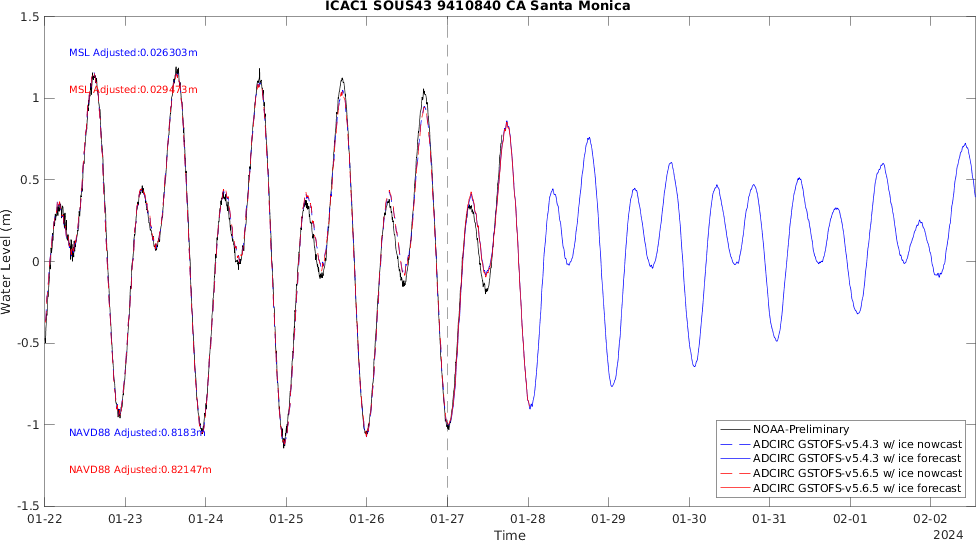 ICAC1 SOUS43 9410840 CA Santa Monica
1.5
1
0.5
0
-0.5
-1
-1.5
Water Level (m)
MSL Adjusted:0.026303m
MSL Adjusted:0.029473m
NAVD88 Adjusted:0.8183m
NAVD88 Adjusted:0.82147m
NOAA-Preliminary
ADCIRC GSTOFS-v5.4.3 w/ ice nowcast
ADCIRC GSTOFS-v5.4.3 w/ ice forecast
ADCIRC GSTOFS-v5.6.5 w/ ice nowcast
ADCIRC GSTOFS-v5.6.5 w/ ice forecast
01-22 01-23 01-24 01-25 01-26 01-27 01-28 01-29 01-30 01-31 02-01 02-02
Time
2024